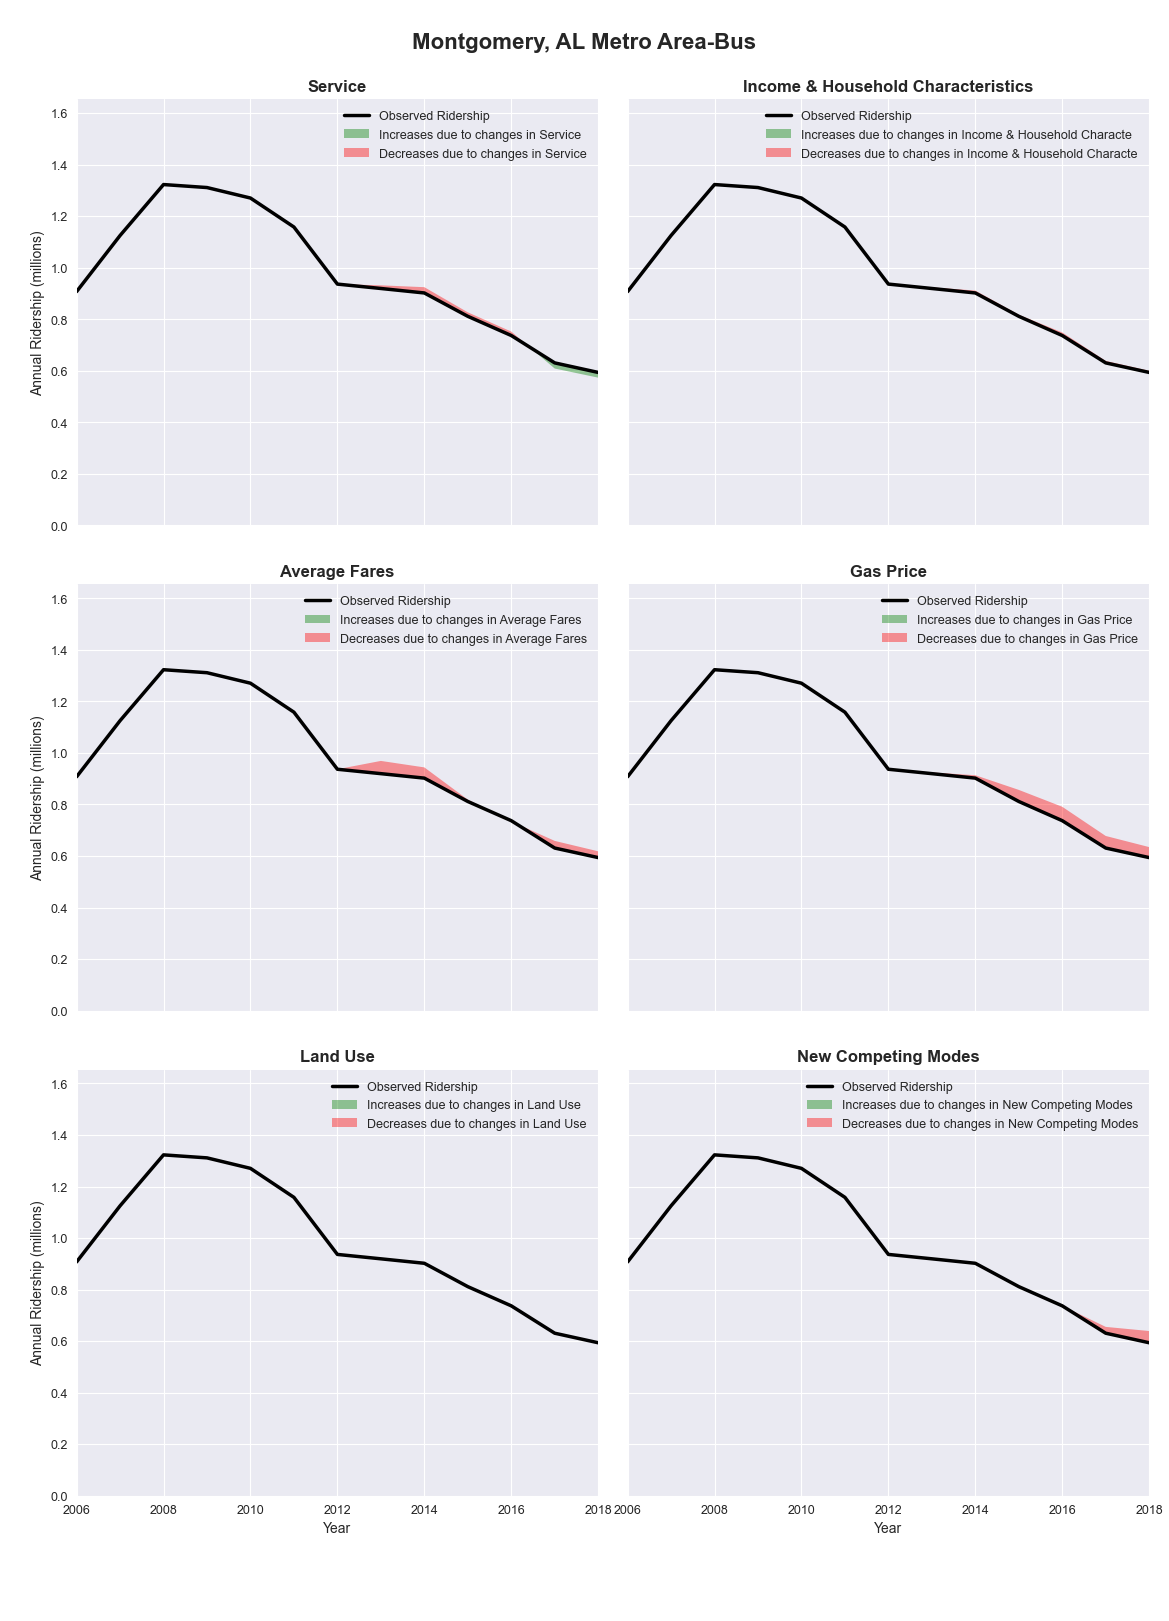 Montgomery, AL Metro Area-Bus
Service
Observed Ridership
Increases due to changes in Service
Decreases due to changes in Service
1.6
1.4
1.2
1.0
0.8
0.6
0.4
0.2
0.0
Annual Ridership (millions)
Income & Household Characteristics
Observed Ridership
Increases due to changes in Income & Household Characte
Decreases due to changes in Income & Household Characte
Average Fares
Observed Ridership
Increases due to changes in Average Fares
Decreases due to changes in Average Fares
1.6
1.4
1.2
1.0
0.8
0.6
0.4
0.2
0.0
Annual Ridership (millions)
Gas Price
Observed Ridership
Increases due to changes in Gas Price
Decreases due to changes in Gas Price
Land Use
Observed Ridership
Increases due to changes in Land Use
Decreases due to changes in Land Use
1.6
1.4
1.2
1.0
0.8
0.6
0.4
0.2
0.0
Annual Ridership (millions)
2006 2008 2010 2012 2014 2016 2018
Year
New Competing Modes
Observed Ridership
Increases due to changes in New Competing Modes
Decreases due to changes in New Competing Modes
2006 2008 2010 2012 2014 2016 2018
Year